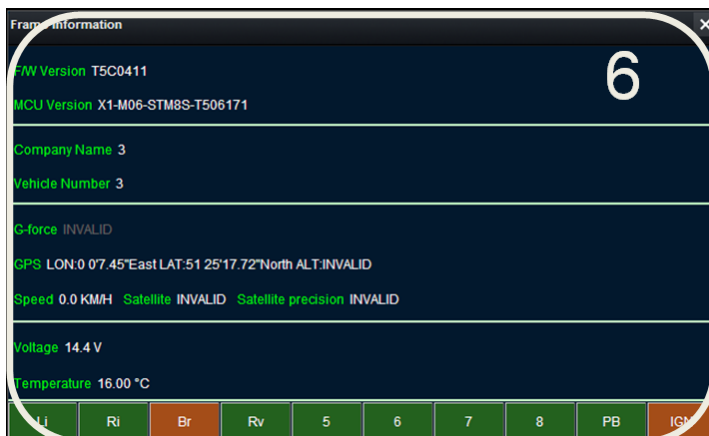 Frame Information
6
F/W Version T5C0411
MCU Version X1-M06-STM8S-T506171
Company Name 3
Vehicle Number 3
G-force INVALID
GPS LON:0 0'7.45"East LAT:51 25'17.72"North ALT:INVALID
Speed 0.0 KM/H Satellite INVALID Satellite precision INVALID
Voltage 14.4 V
Temperature 16.00 °C
Li Ri Br Rv 5 6 7 8 PB IGN